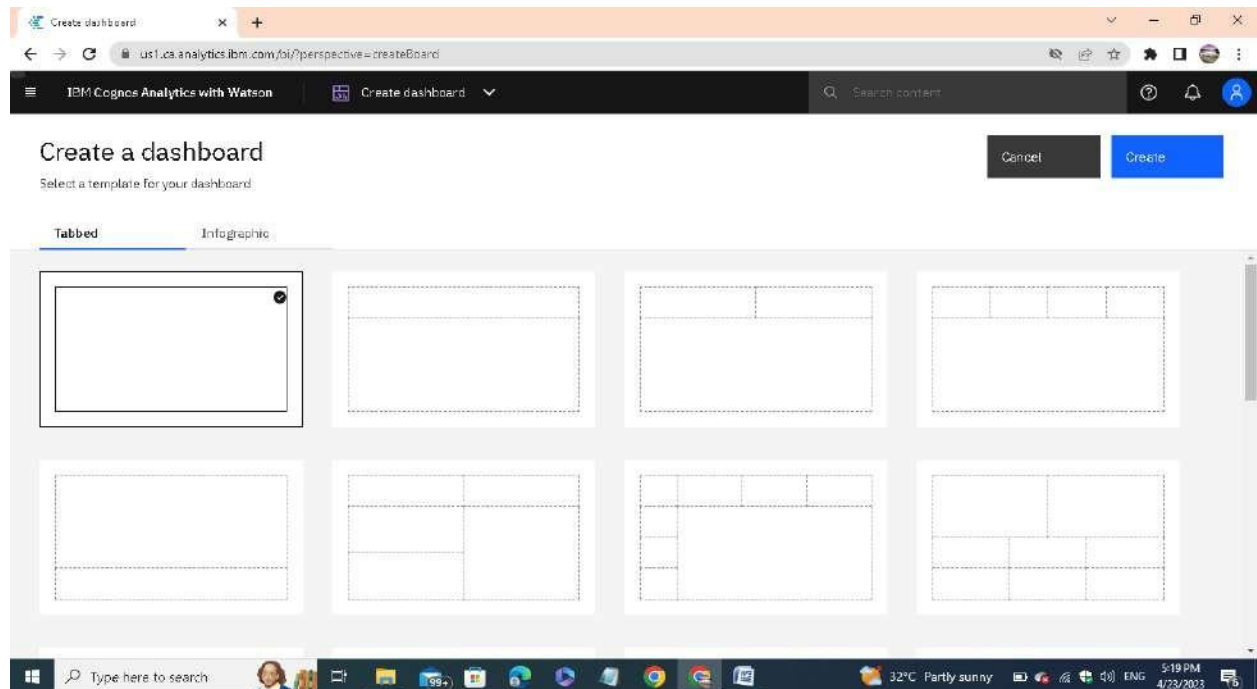 Create dashboard
us1.ca.analytics.ibm.com/bi/?perspective=createBoard
IBM Cognos Analytics with Watson
Create dashboard
Search content
Create a dashboard
Cancel
Create
Select a template for your dashboard
Tabbed
Infographic
Type here to search
99+
32°C Partly sunny
ENG
5:19 PM
4/23/2023
6